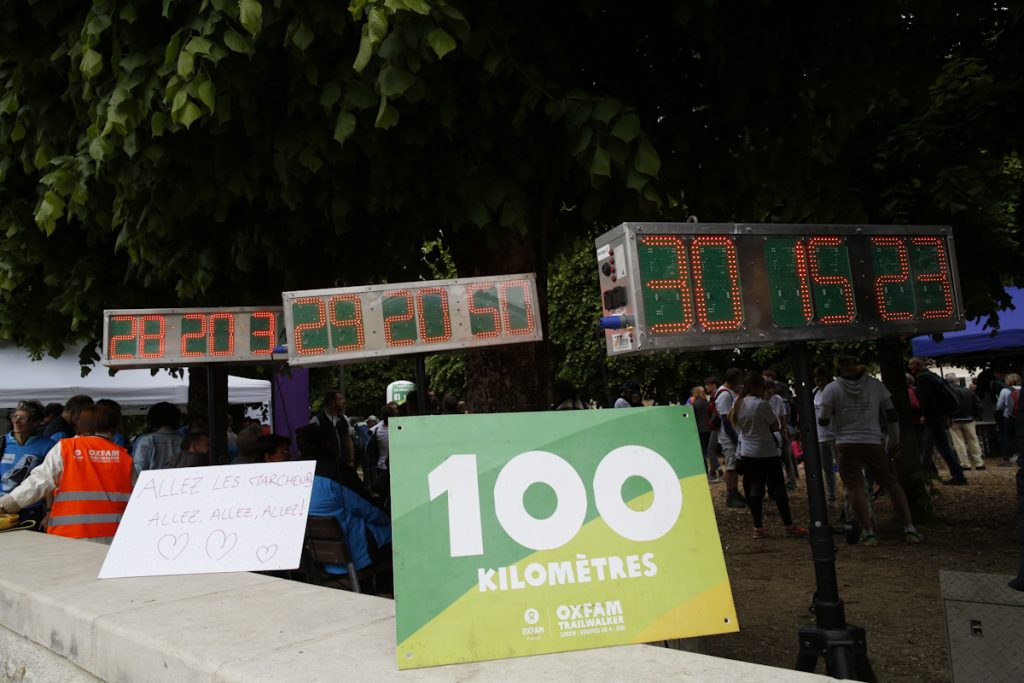 28 20 3
29 20 50
30 15 23
OXFAM
ALLEZ LES MARCHEURS
ALLEZ, ALLEZ, ALLEZ!
100
KILOMÈTRES
OXFAM
OXFAM
TRAILWALKER